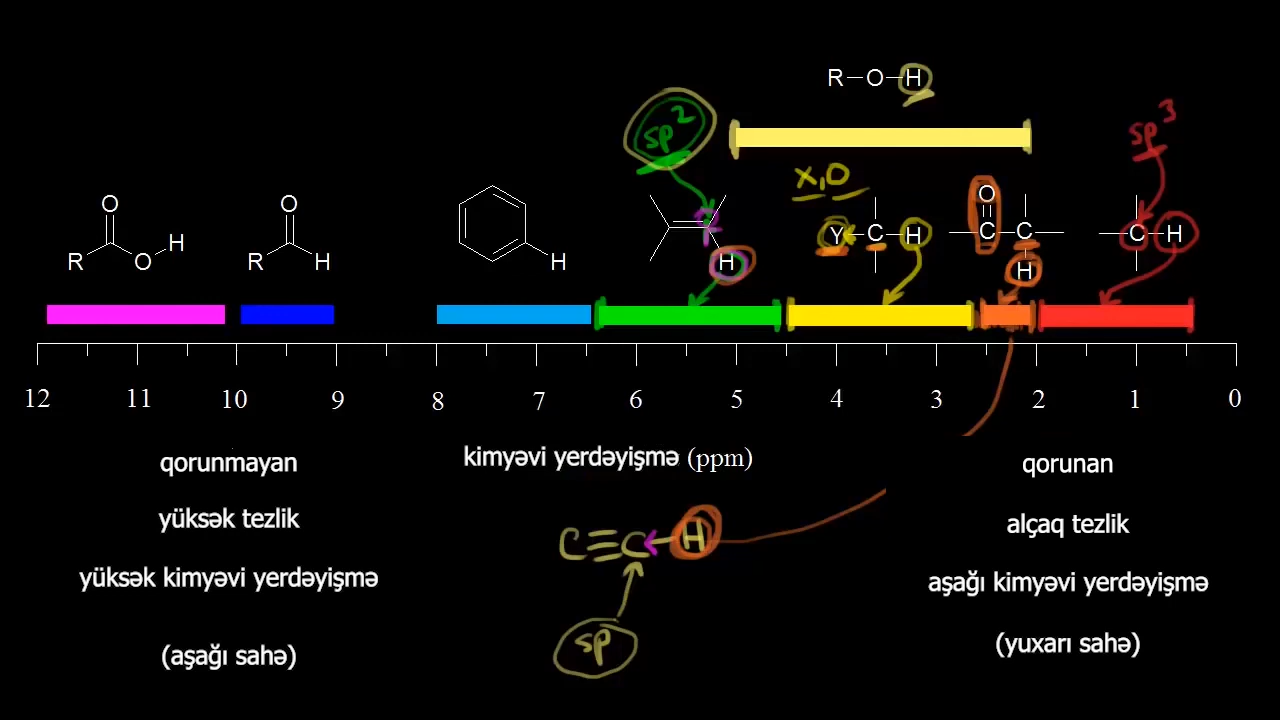 R—O—H
sp³
sp²
X,O
O
O
O
H
R
O
R
H
H
H
Y—C—H
C
C
H
C—H
12 11 10 9 8 7 6 5 4 3 2 1 0
qorunmayan
kimyəvi yerdəyişmə (ppm)
qorunan
yüksək tezlik
alçaq tezlik
C≡C—H
yüksək kimyəvi yerdəyişmə
aşağı kimyəvi yerdəyişmə
sp
(aşağı sahə)
(yuxarı sahə)